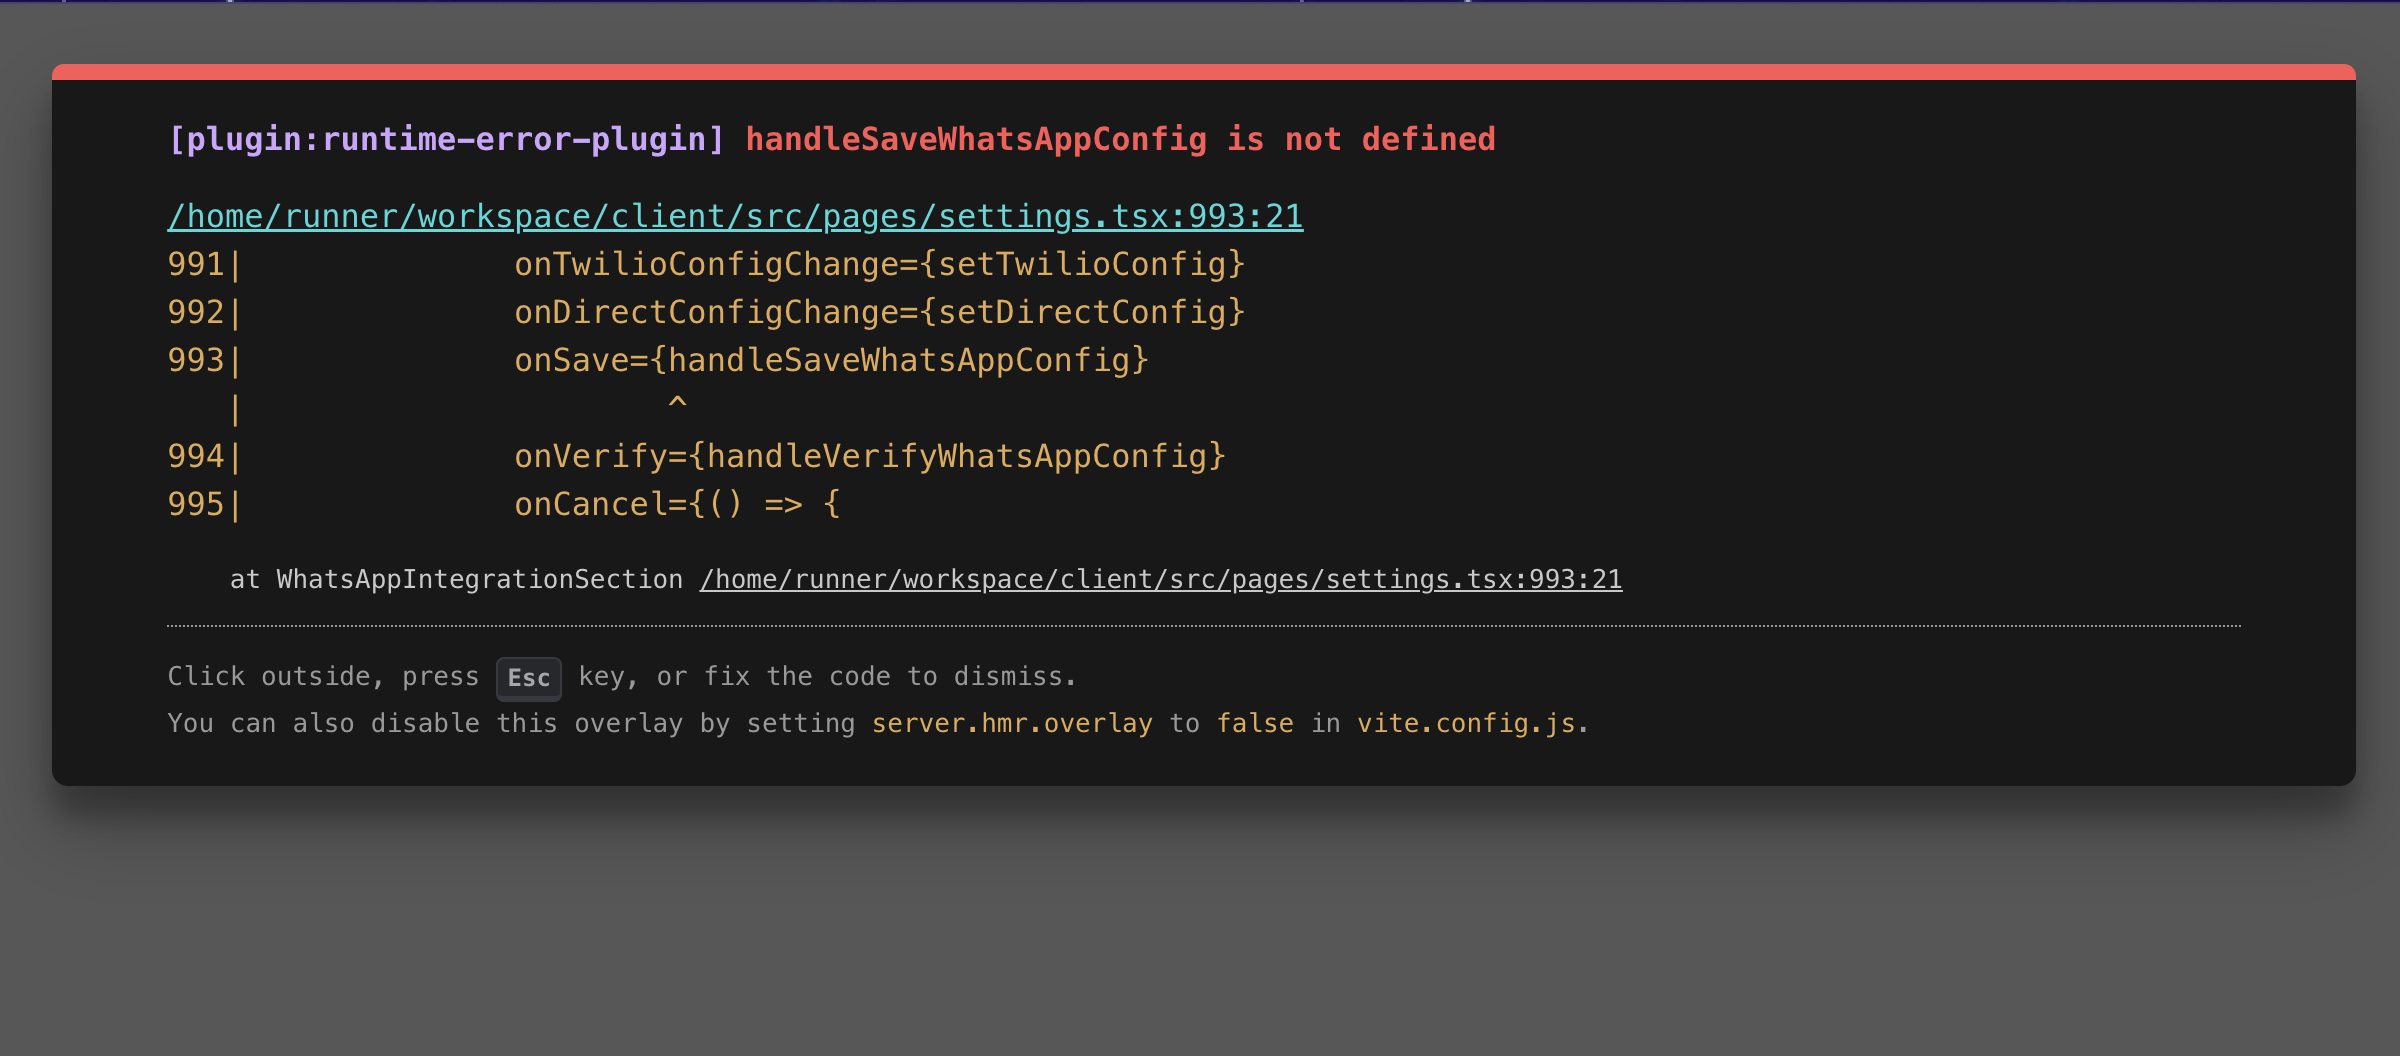 [plugin:runtime-error-plugin] handleSaveWhatsAppConfig is not defined
/home/runner/workspace/client/src/pages/settings.tsx:993:21
991|              onTwilioConfigChange={setTwilioConfig}
992|              onDirectConfigChange={setDirectConfig}
993|              onSave={handleSaveWhatsAppConfig}
   |                      ^
994|              onVerify={handleVerifyWhatsAppConfig}
995|              onCancel={() => {
    at WhatsAppIntegrationSection /home/runner/workspace/client/src/pages/settings.tsx:993:21
Click outside, press Esc key, or fix the code to dismiss.
You can also disable this overlay by setting server.hmr.overlay to false in vite.config.js.